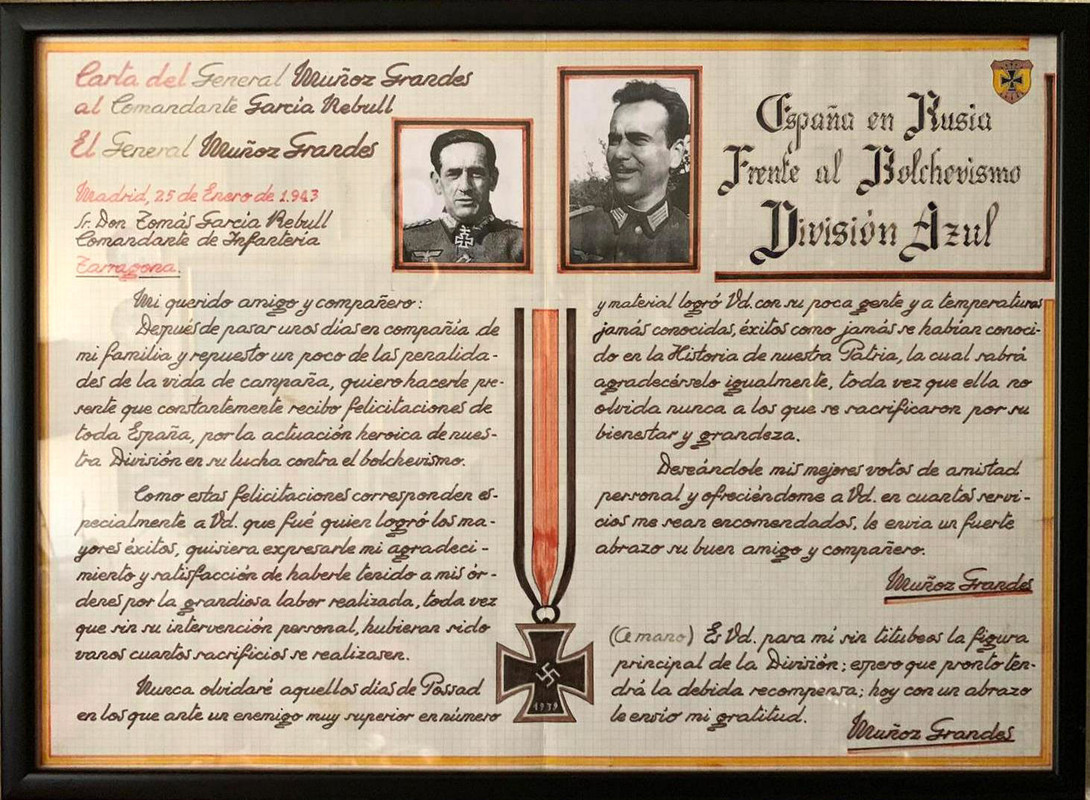 Carta del General Muñoz Grandes
al Comandante García Rebull
El General Muñoz Grandes
Madrid, 25 de Enero de 1.943
Sr. Don Tomás García Rebull
Comandante de Infantería
Zarragona.
España en Rusia
Frente al Bolchevismo
División Azul
Mi querido amigo y compañero:
Después de pasar unos días en compañía de
mi familia y repuesto un poco de las penalida-
des de la vida de campaña, quiero hacerle pre-
sente que constantemente recibo felicitaciones de
toda España, por la actuación heroica de nues-
tra División en su lucha contra el bolchevismo.
Como estas felicitaciones corresponden es-
pecialmente a Vd. que fué quien logró los ma-
yores éxitos, quisiera expresarle mi agradeci-
miento y satisfacción de haberle tenido a mis ór-
denes por la grandiosa labor realizada, toda vez
que sin su intervención personal, hubieran sido
vanos cuantos sacrificios se realizasen.
Nunca olvidaré aquellos días de Possad
en los que ante un enemigo muy superior en número
y material logró Vd. con su poca gente y a temperaturas
jamás conocidas, éxitos como jamás se habían conoci-
do en la Historia de nuestra Patria, la cual sabrá
agradecérselo igualmente, toda vez que ella no
olvida nunca a los que se sacrificaron por su
bienestar y grandeza.
Deseándole mis mejores votos de amistad
personal y ofreciéndome a Vd. en cuantos servi-
cios me sean encomendados, le envia un fuerte
abrazo su buen amigo y compañero.
Muñoz Grandes
(A mano) Es Vd. para mí sin titubeos la figura
principal de la División; espero que pronto ten-
drá la debida recompensa; hoy con un abrazo
le envío mi gratitud.
Muñoz Grandes
1939